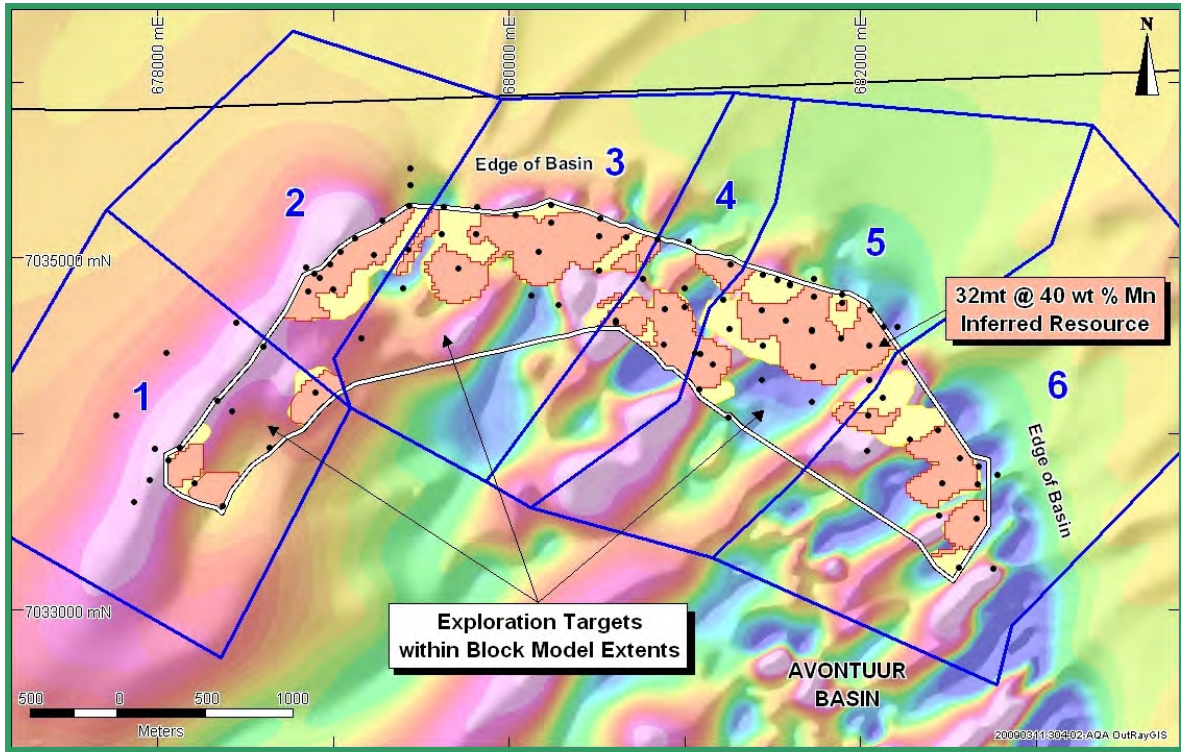 678000 mE
680000 mE
682000 mE
N
Edge of Basin
3
2
4
5
7035000 mN
32mt @ 40 wt % Mn
Inferred Resource
1
6
Edge of Basin
7033000 mN
Exploration Targets
within Block Model Extents
AVONTUUR
BASIN
500 0 500 1000
Meters
20090311-304-02-AQA OutRayGIS